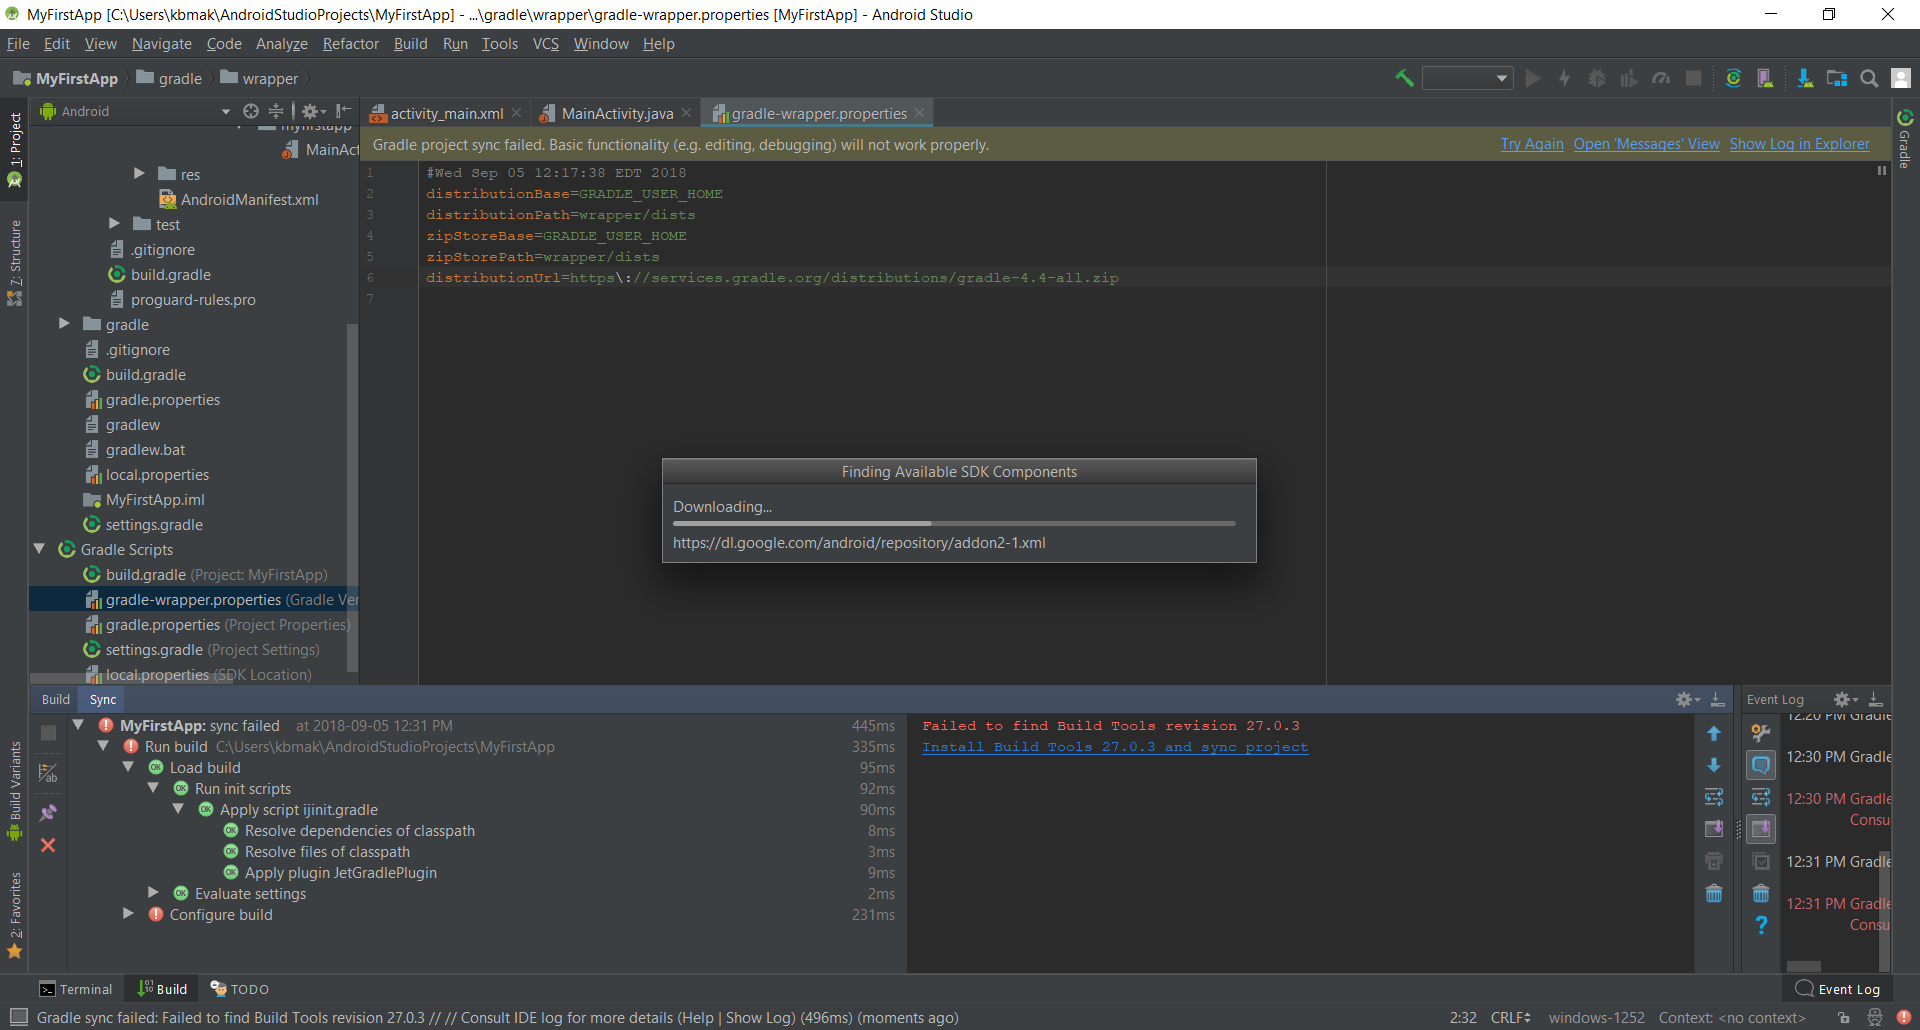 MyFirstApp [C:\Users\kbmak\AndroidStudioProjects\MyFirstApp] - ...\gradle\wrapper\gradle-wrapper.properties [MyFirstApp] - Android Studio
File Edit View Navigate Code Analyze Refactor Build Run Tools VCS Window Help
MyFirstApp gradle wrapper
1: Project
Z: Structure
Build Variants
2: Favorites
Android
myfirstapp
MainAct
res
AndroidManifest.xml
test
.gitignore
build.gradle
proguard-rules.pro
gradle
.gitignore
build.gradle
gradle.properties
gradlew
gradlew.bat
local.properties
MyFirstApp.iml
settings.gradle
Gradle Scripts
build.gradle (Project: MyFirstApp)
gradle-wrapper.properties (Gradle Ver
gradle.properties (Project Properties)
settings.gradle (Project Settings)
local.properties (SDK Location)
activity_main.xml MainActivity.java gradle-wrapper.properties
Gradle project sync failed. Basic functionality (e.g. editing, debugging) will not work properly. Try Again Open 'Messages' View Show Log in Explorer
1 #Wed Sep 05 12:17:38 EDT 2018
2 distributionBase=GRADLE_USER_HOME
3 distributionPath=wrapper/dists
4 zipStoreBase=GRADLE_USER_HOME
5 zipStorePath=wrapper/dists
6 distributionUrl=https\://services.gradle.org/distributions/gradle-4.4-all.zip
7
Gradle
Finding Available SDK Components
Downloading...
https://dl.google.com/android/repository/addon2-1.xml
Build Sync
MyFirstApp: sync failed at 2018-09-05 12:31 PM 445ms
Run build C:\Users\kbmak\AndroidStudioProjects\MyFirstApp 335ms
Load build 95ms
Run init scripts 92ms
Apply script ijinit.gradle 90ms
Resolve dependencies of classpath 8ms
Resolve files of classpath 3ms
Apply plugin JetGradlePlugin 9ms
Evaluate settings 2ms
Configure build 231ms
Failed to find Build Tools revision 27.0.3
Install Build Tools 27.0.3 and sync project
Event Log
12:20 PM Gradle
12:30 PM Gradle
12:30 PM Gradle
Consu
12:31 PM Gradle
12:31 PM Gradle
Consu
Terminal Build TODO Event Log
Gradle sync failed: Failed to find Build Tools revision 27.0.3 // // Consult IDE log for more details (Help | Show Log) (496ms) (moments ago) 2:32 CRLF windows-1252 Context: <no context>